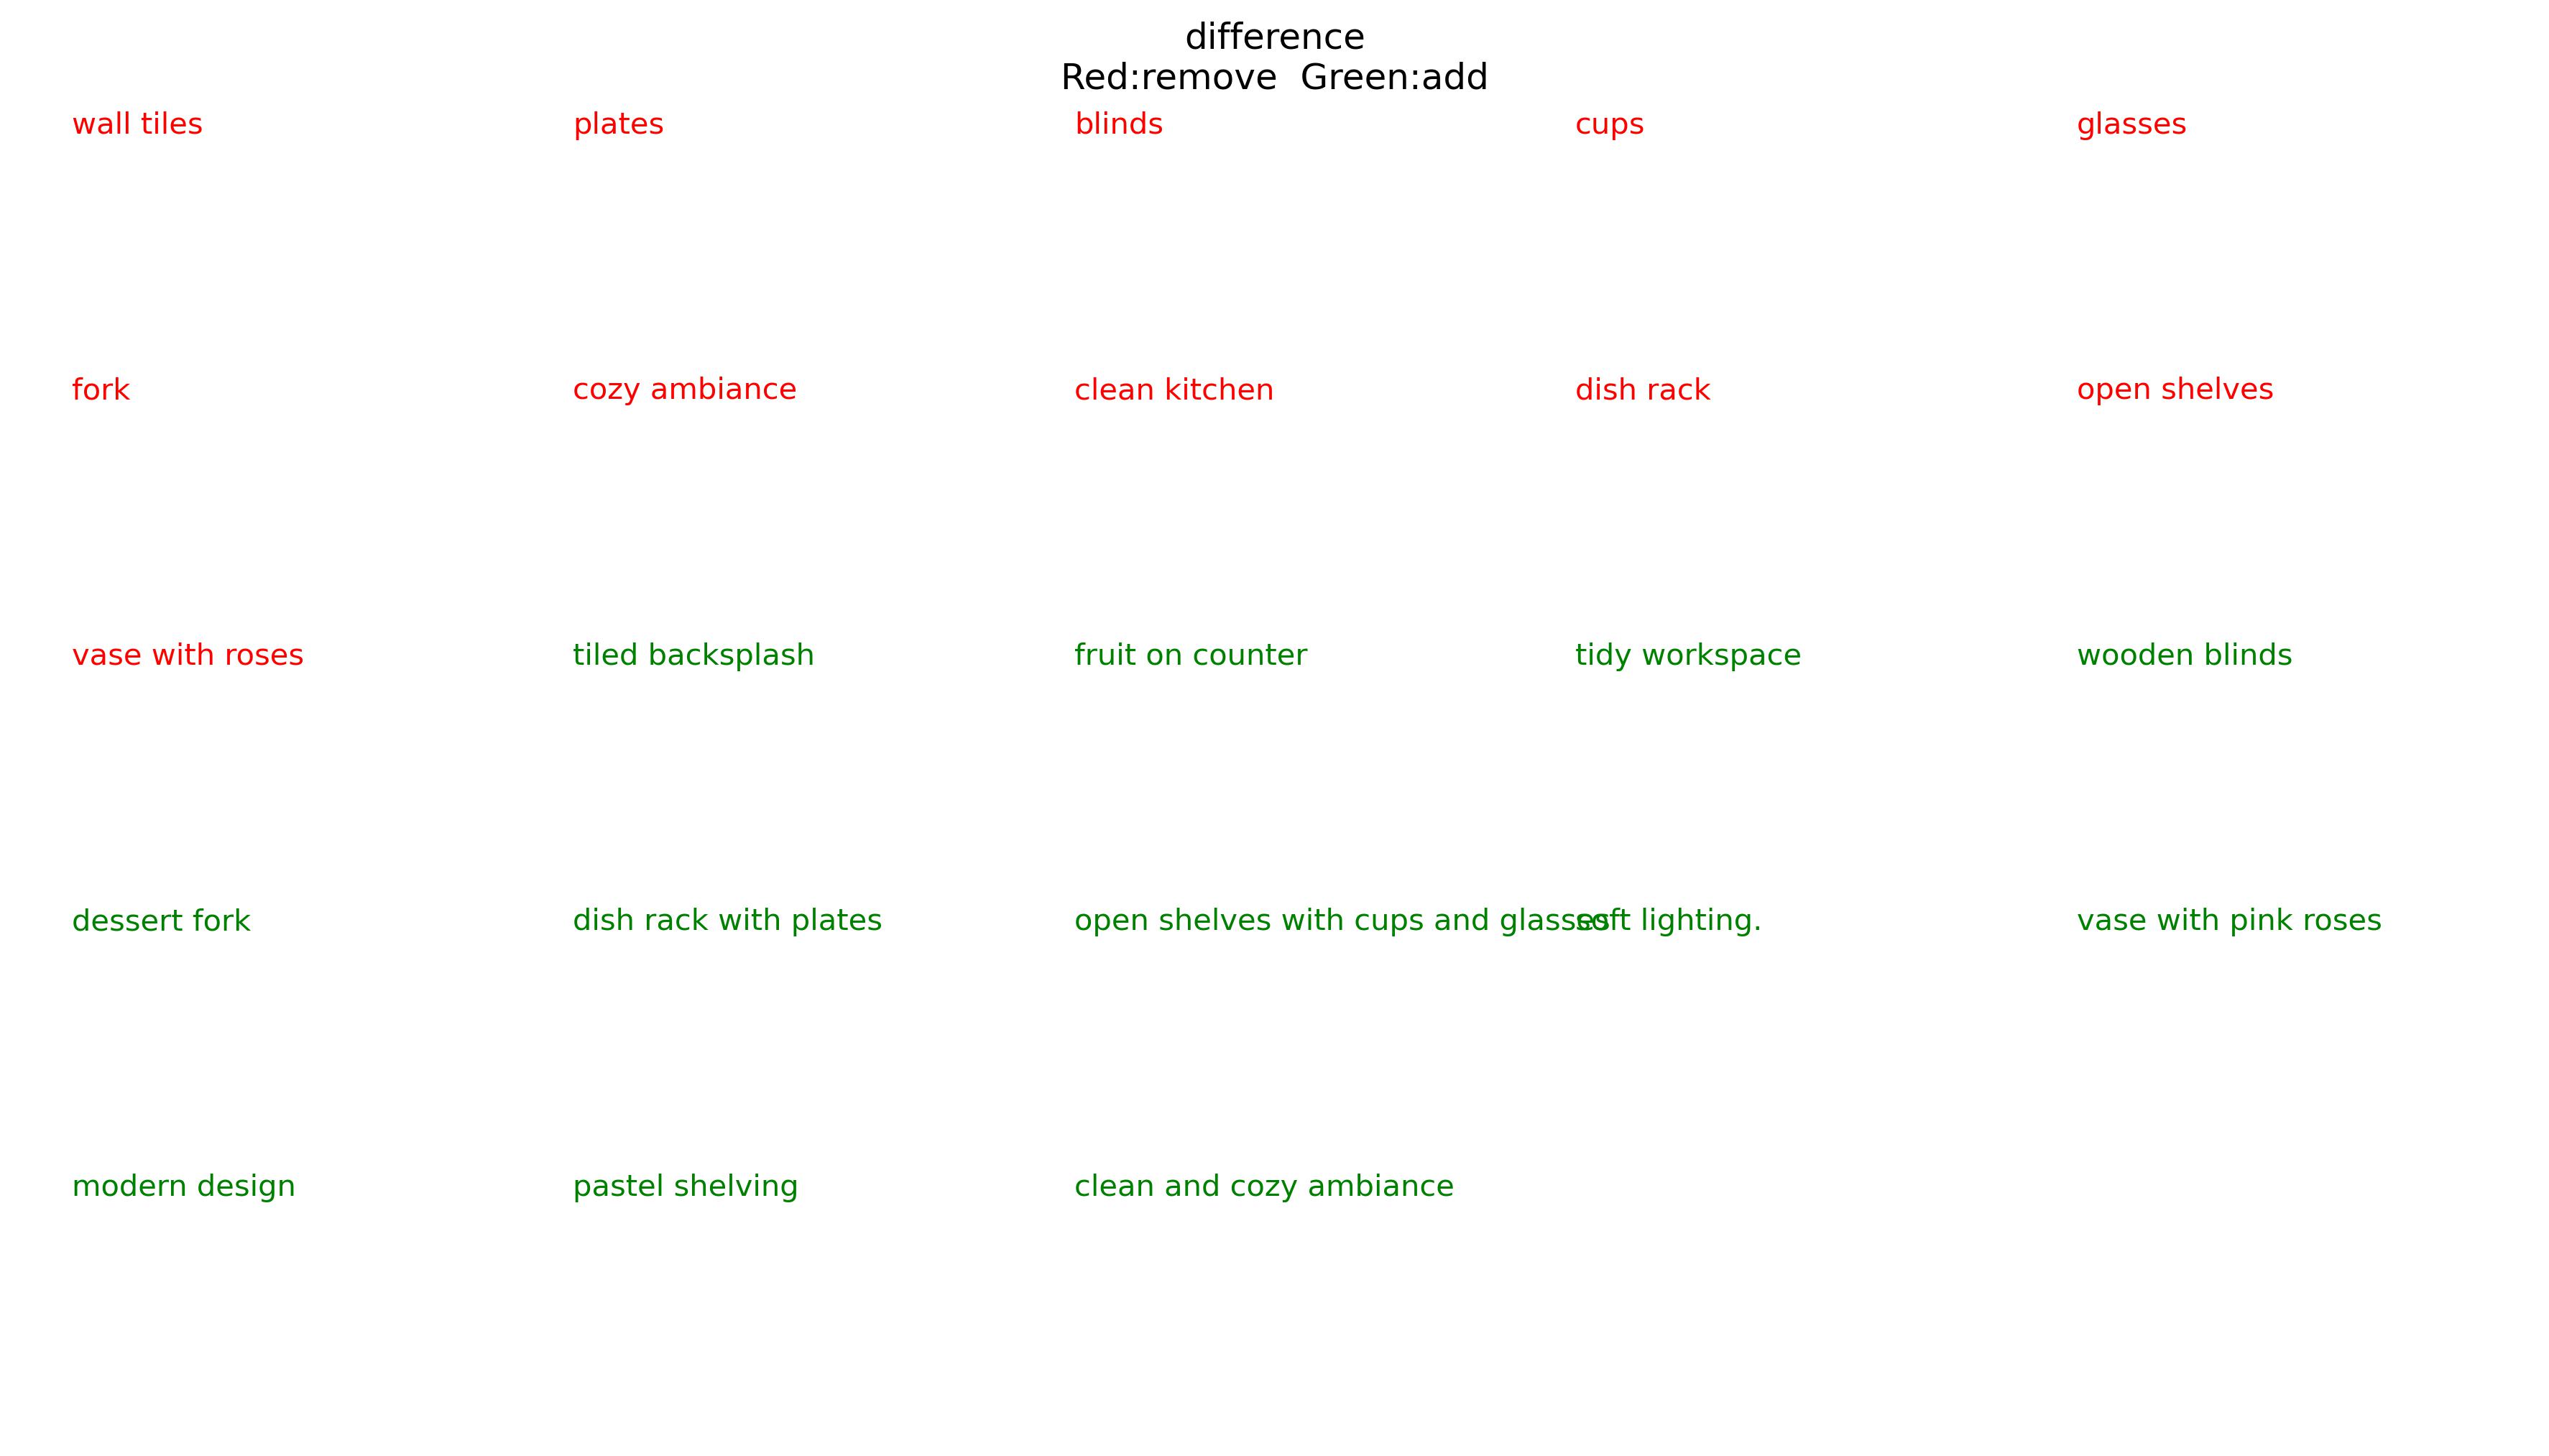 difference
Red:remove  Green:add
wall tiles plates blinds cups glasses
fork cozy ambiance clean kitchen dish rack open shelves
vase with roses tiled backsplash fruit on counter tidy workspace wooden blinds
dessert fork dish rack with plates open shelves with cups and glasses soft lighting. vase with pink roses
modern design pastel shelving clean and cozy ambiance